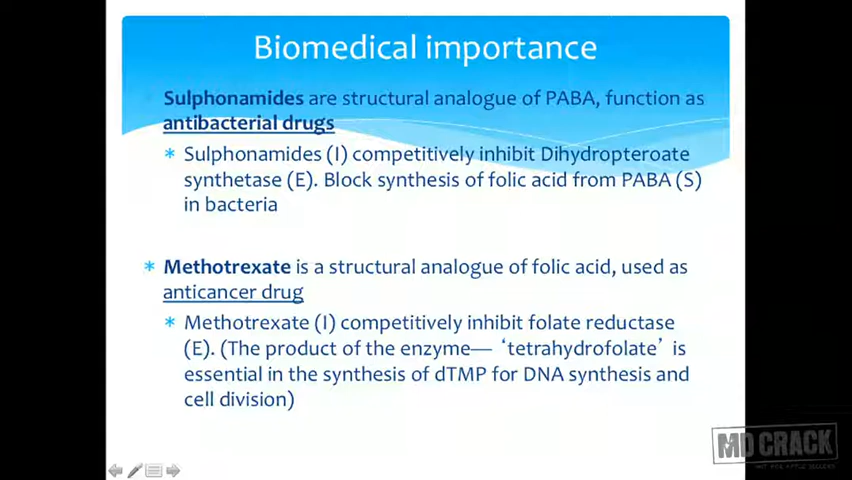 Biomedical importance
Sulphonamides are structural analogue of PABA, function as
antibacterial drugs
* Sulphonamides (I) competitively inhibit Dihydropteroate
synthetase (E). Block synthesis of folic acid from PABA (S)
in bacteria
* Methotrexate is a structural analogue of folic acid, used as
anticancer drug
* Methotrexate (I) competitively inhibit folate reductase
(E). (The product of the enzyme— ‘tetrahydrofolate’ is
essential in the synthesis of dTMP for DNA synthesis and
cell division)
MD CRACK